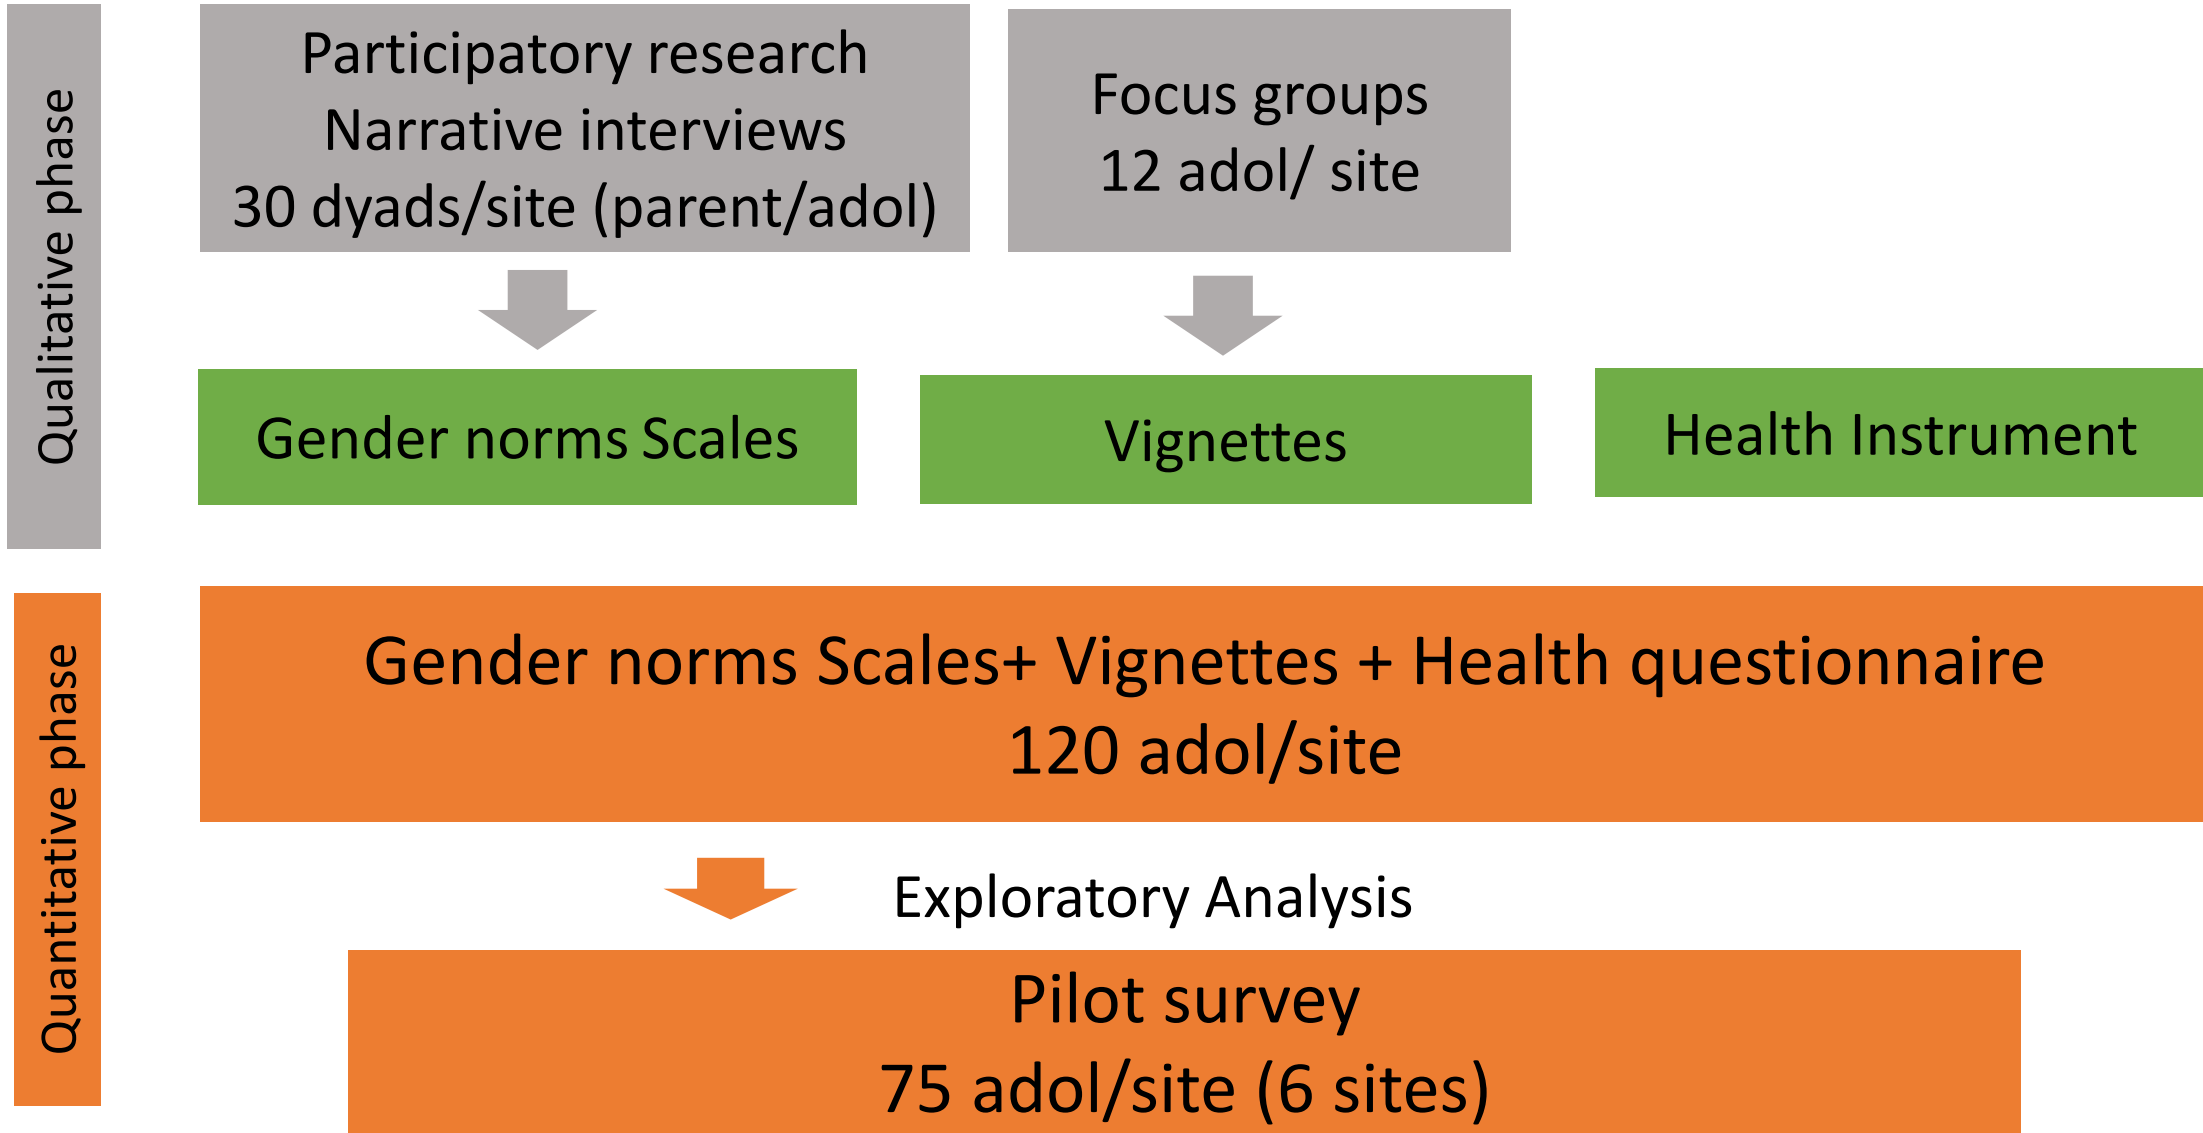 Qualitative phase
Participatory research
Narrative interviews
30 dyads/site (parent/adol)
Focus groups
12 adol/ site
Gender norms Scales
Vignettes
Health Instrument
Quantitative phase
Gender norms Scales+ Vignettes + Health questionnaire
120 adol/site
Exploratory Analysis
Pilot survey
75 adol/site (6 sites)